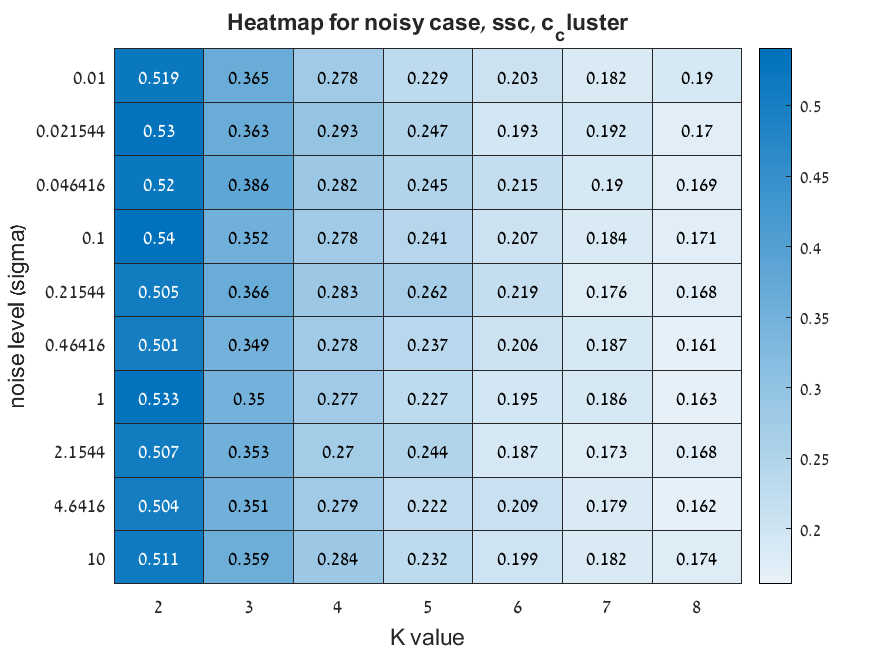 Heatmap for noisy case, ssc, c_cluster
0.01 0.519 0.365 0.278 0.229 0.203 0.182 0.19
0.021544 0.53 0.363 0.293 0.247 0.193 0.192 0.17
0.046416 0.52 0.386 0.282 0.245 0.215 0.19 0.169
0.1 0.54 0.352 0.278 0.241 0.207 0.184 0.171
0.21544 0.505 0.366 0.283 0.262 0.219 0.176 0.168
0.46416 0.501 0.349 0.278 0.237 0.206 0.187 0.161
1 0.533 0.35 0.277 0.227 0.195 0.186 0.163
2.1544 0.507 0.353 0.27 0.244 0.187 0.173 0.168
4.6416 0.504 0.351 0.279 0.222 0.209 0.179 0.162
10 0.511 0.359 0.284 0.232 0.199 0.182 0.174
2 3 4 5 6 7 8
K value
noise level (sigma)
0.5
0.45
0.4
0.35
0.3
0.25
0.2